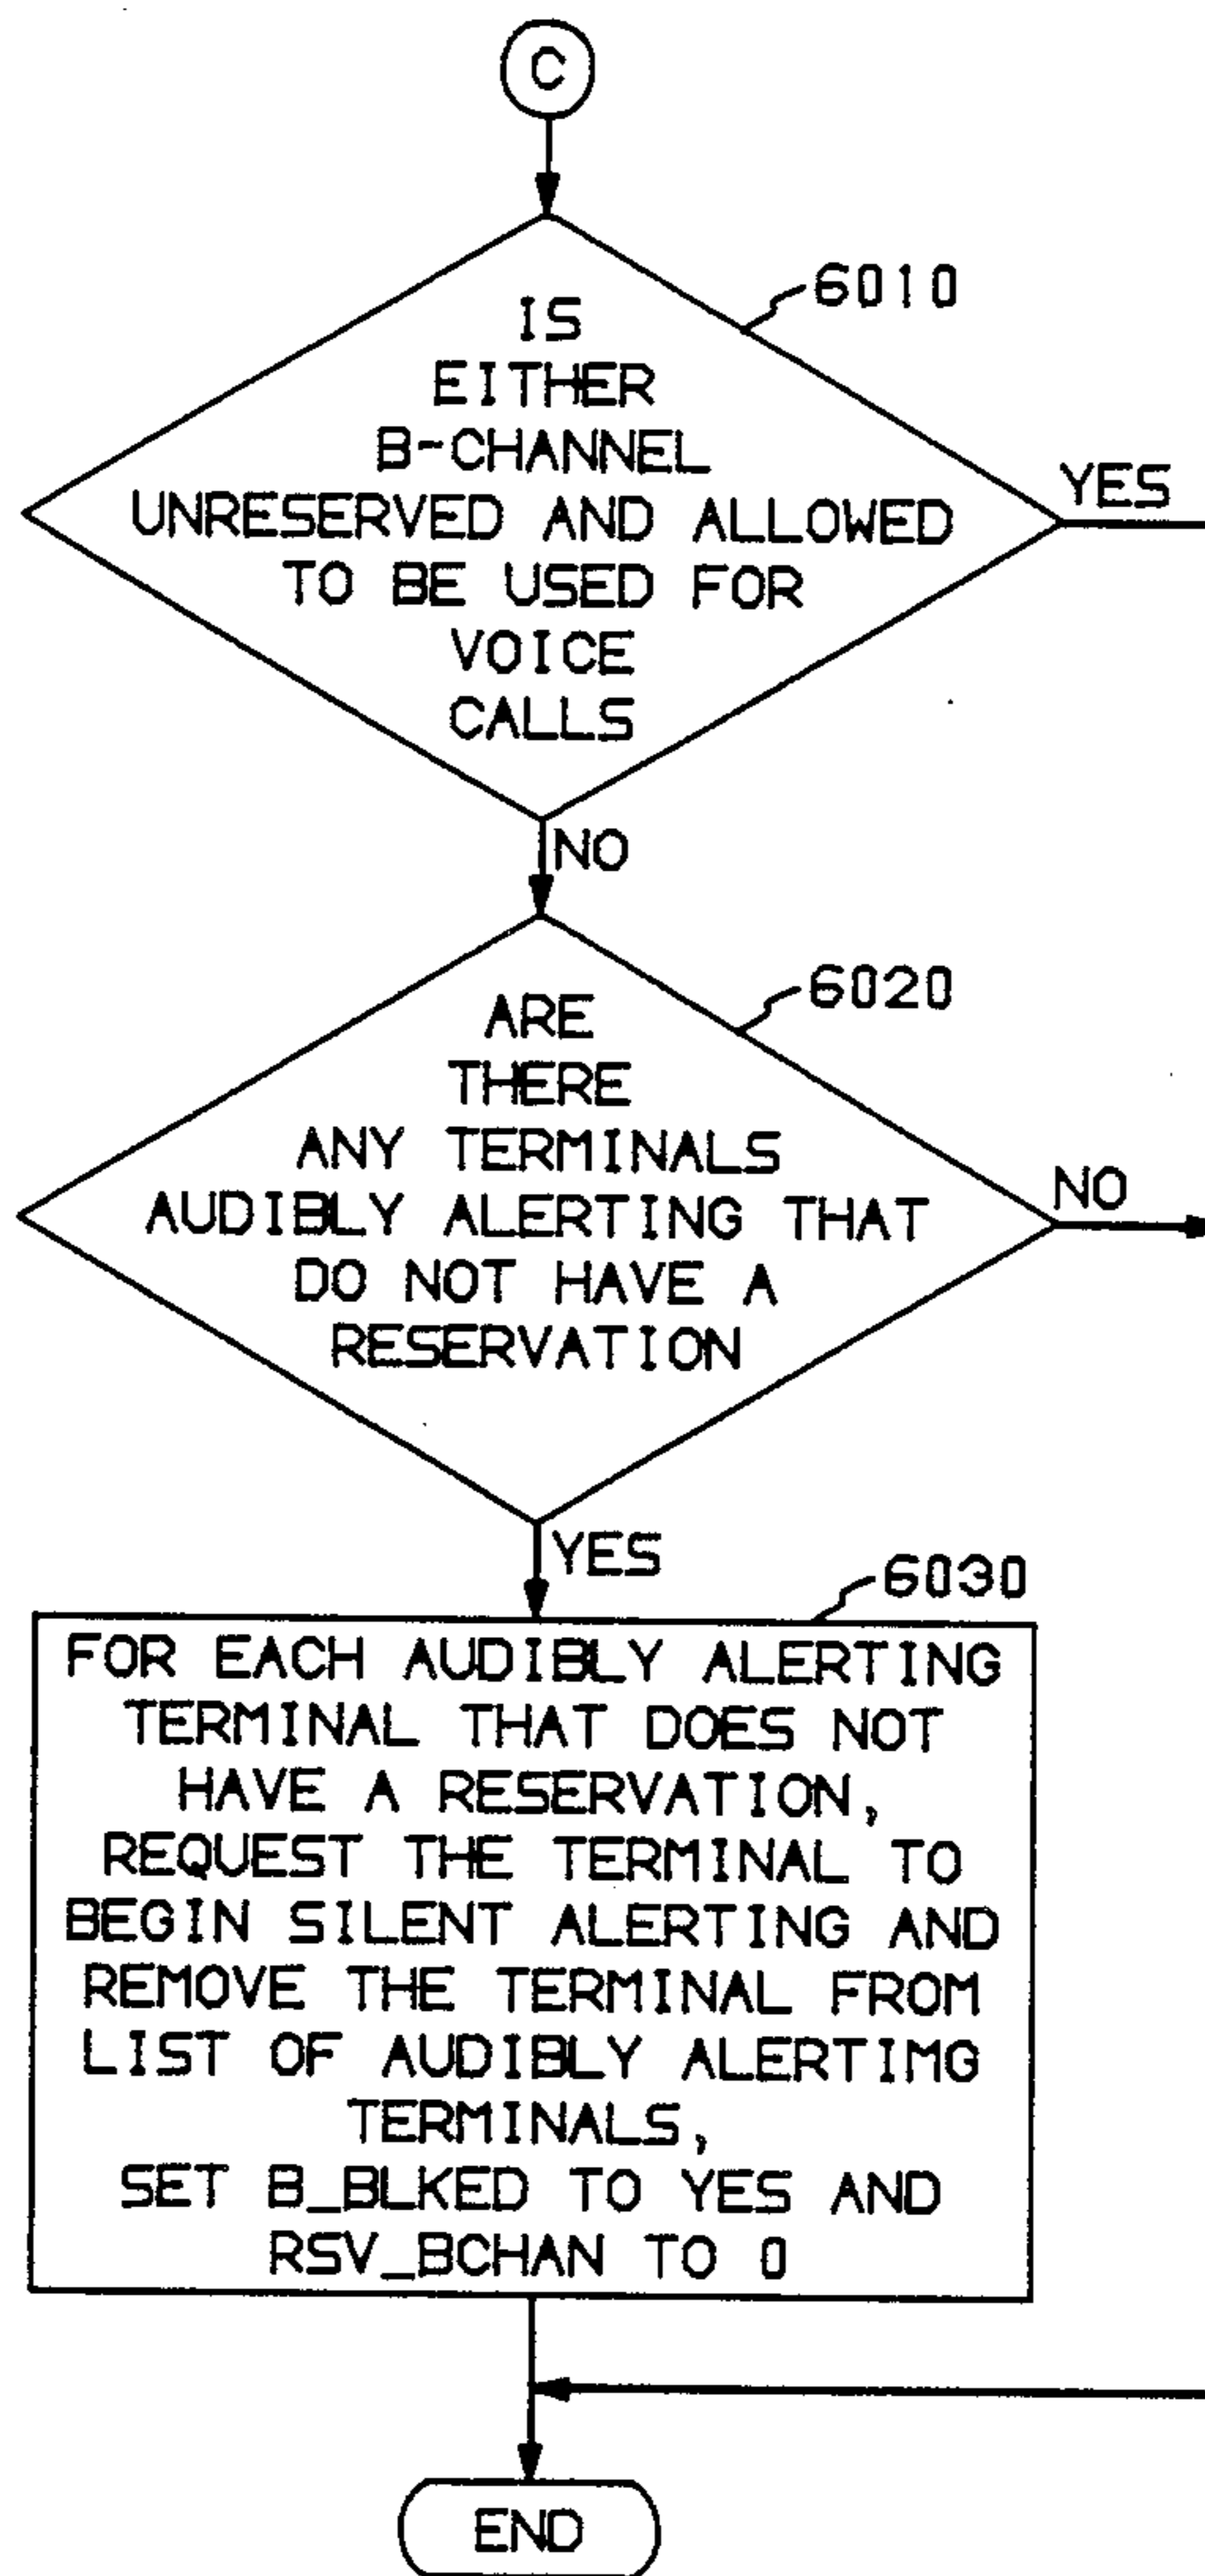 C
6010
IS
EITHER
B-CHANNEL
UNRESERVED AND ALLOWED
TO BE USED FOR
VOICE
CALLS
YES
NO
6020
ARE
THERE
ANY TERMINALS
AUDIBLY ALERTING THAT
DO NOT HAVE A
RESERVATION
NO
YES
6030
FOR EACH AUDIBLY ALERTING
TERMINAL THAT DOES NOT
HAVE A RESERVATION,
REQUEST THE TERMINAL TO
BEGIN SILENT ALERTING AND
REMOVE THE TERMINAL FROM
LIST OF AUDIBLY ALERTIMG
TERMINALS,
SET B_BLKED TO YES AND
RSV_BCHAN TO 0
END